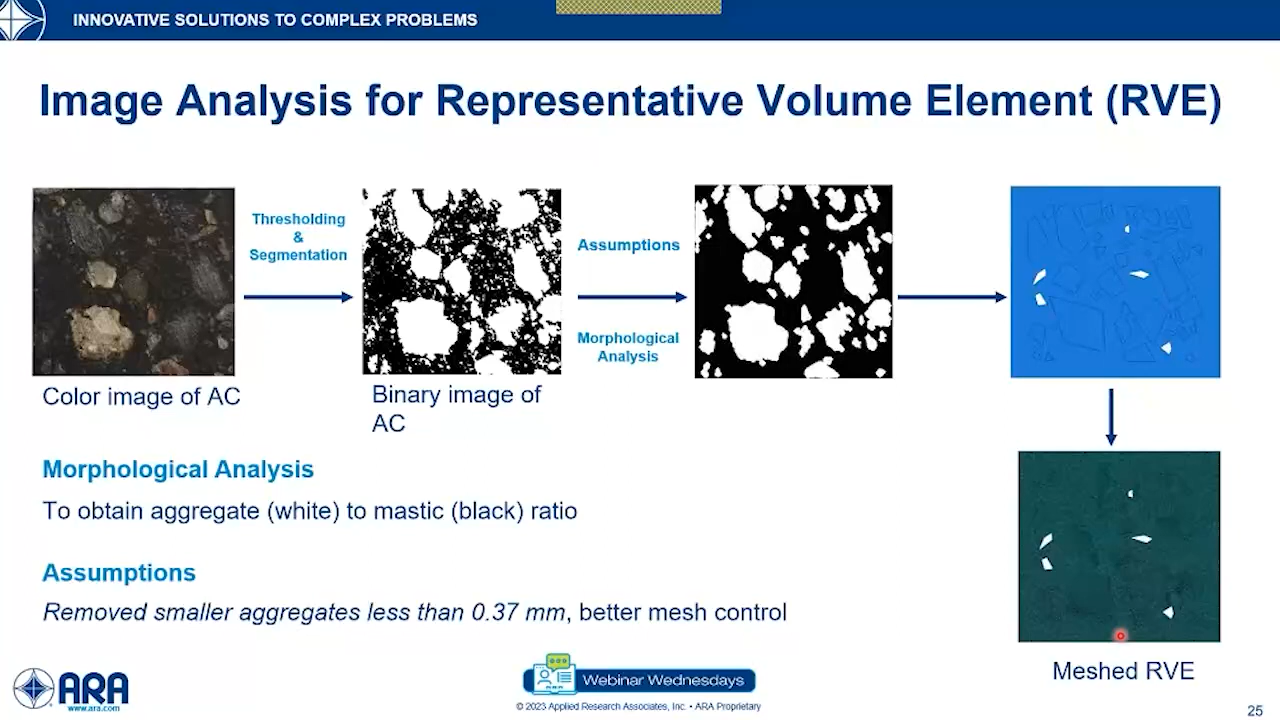 INNOVATIVE SOLUTIONS TO COMPLEX PROBLEMS
Image Analysis for Representative Volume Element (RVE)
Thresholding
&
Segmentation
Assumptions
Morphological
Analysis
Color image of AC
Binary image of
AC
Morphological Analysis
To obtain aggregate (white) to mastic (black) ratio
Assumptions
Removed smaller aggregates less than 0.37 mm, better mesh control
Meshed RVE
ARA
www.ara.com
Webinar Wednesdays
© 2023 Applied Research Associates, Inc. • ARA Proprietary
25